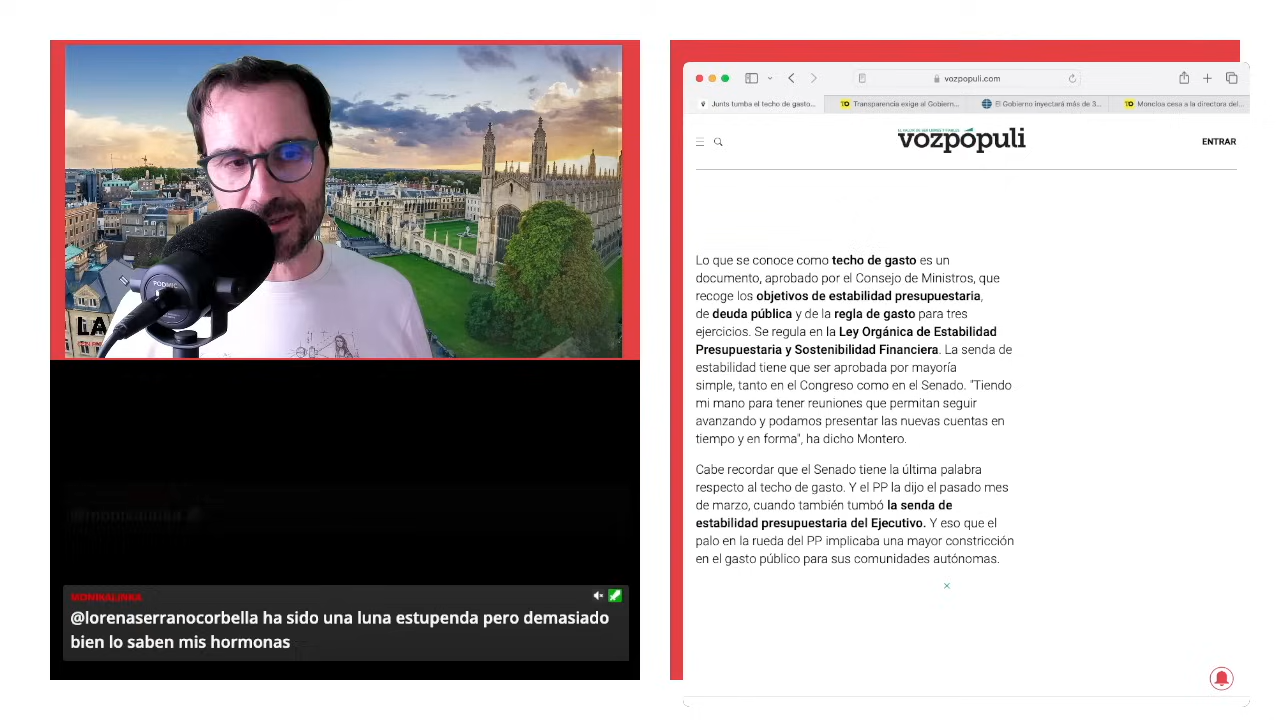 PODMIC
LA
MONIKALINKA
@lorenaserranocorbella ha sido una luna estupenda pero demasiado
bien lo saben mis hormonas
vozpopuli.com
Junts tumba el techo de gasto...
Transparencia exige al Gobiern...
El Gobierno inyectará más de 3...
Moncloa cesa a la directora del...
vozpópuli
ENTRAR
Lo que se conoce como techo de gasto es un
documento, aprobado por el Consejo de Ministros, que
recoge los objetivos de estabilidad presupuestaria,
de deuda pública y de la regla de gasto para tres
ejercicios. Se regula en la Ley Orgánica de Estabilidad
Presupuestaria y Sostenibilidad Financiera. La senda de
estabilidad tiene que ser aprobada por mayoría
simple, tanto en el Congreso como en el Senado. "Tiendo
mi mano para tener reuniones que permitan seguir
avanzando y podamos presentar las nuevas cuentas en
tiempo y en forma", ha dicho Montero.
Cabe recordar que el Senado tiene la última palabra
respecto al techo de gasto. Y el PP la dijo el pasado mes
de marzo, cuando también tumbó la senda de
estabilidad presupuestaria del Ejecutivo. Y eso que el
palo en la rueda del PP implicaba una mayor constricción
en el gasto público para sus comunidades autónomas.